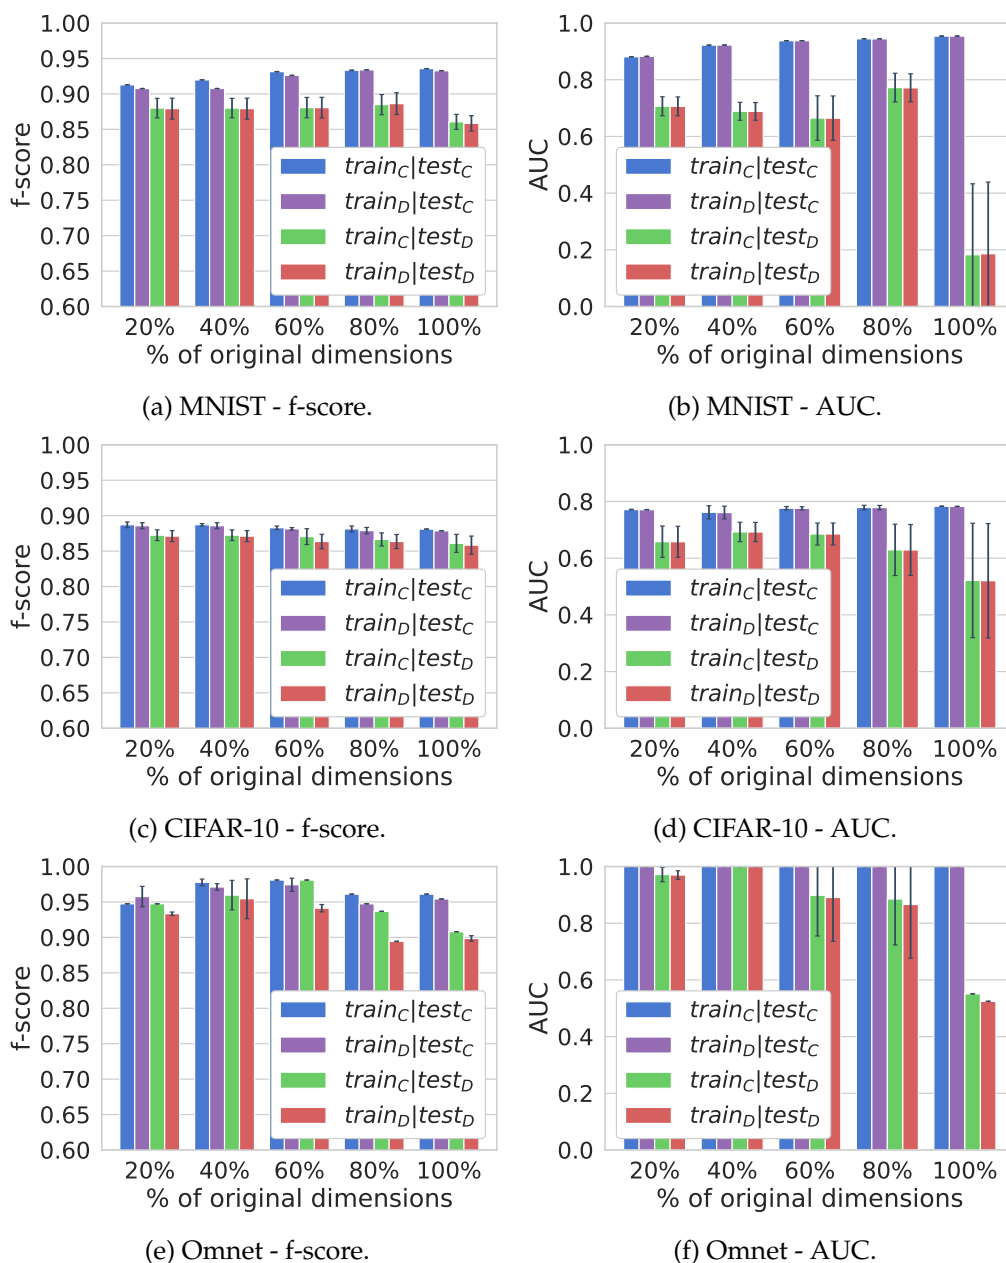 1.00
0.95
0.90
0.85
0.80
0.75
0.70
0.65
0.60
f-score
train_C|test_C
train_D|test_C
train_C|test_D
train_D|test_D
20% 40% 60% 80% 100%
% of original dimensions
(a) MNIST - f-score.
1.0
0.8
0.6
0.4
0.2
0.0
AUC
train_C|test_C
train_D|test_C
train_C|test_D
train_D|test_D
20% 40% 60% 80% 100%
% of original dimensions
(b) MNIST - AUC.
1.00
0.95
0.90
0.85
0.80
0.75
0.70
0.65
0.60
f-score
train_C|test_C
train_D|test_C
train_C|test_D
train_D|test_D
20% 40% 60% 80% 100%
% of original dimensions
(c) CIFAR-10 - f-score.
1.0
0.8
0.6
0.4
0.2
0.0
AUC
train_C|test_C
train_D|test_C
train_C|test_D
train_D|test_D
20% 40% 60% 80% 100%
% of original dimensions
(d) CIFAR-10 - AUC.
1.00
0.95
0.90
0.85
0.80
0.75
0.70
0.65
0.60
f-score
train_C|test_C
train_D|test_C
train_C|test_D
train_D|test_D
20% 40% 60% 80% 100%
% of original dimensions
(e) Omnet - f-score.
1.0
0.8
0.6
0.4
0.2
0.0
AUC
train_C|test_C
train_D|test_C
train_C|test_D
train_D|test_D
20% 40% 60% 80% 100%
% of original dimensions
(f) Omnet - AUC.